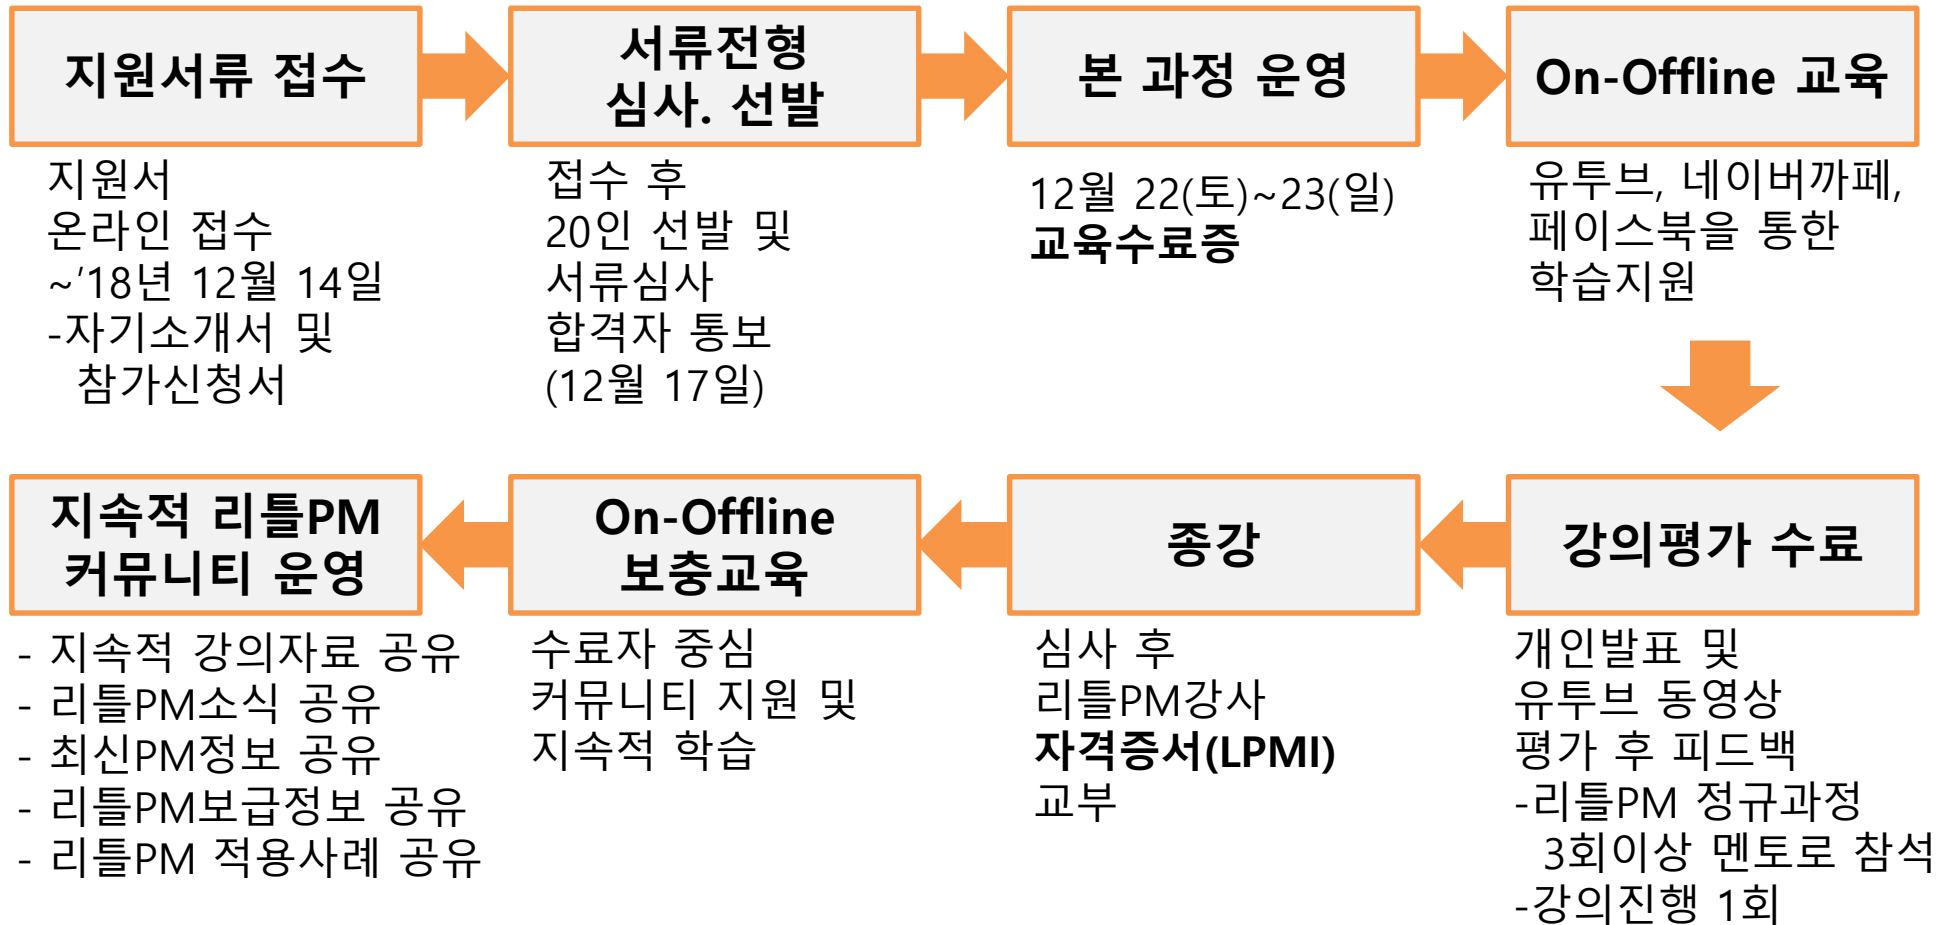 지원서류 접수
지원서
온라인 접수
~'18년 12월 14일
-자기소개서 및
참가신청서
서류전형
심사. 선발
접수 후
20인 선발 및
서류심사
합격자 통보
(12월 17일)
본 과정 운영
12월 22(토)~23(일)
교육수료증
On-Offline 교육
유투브, 네이버까페,
페이스북을 통한
학습지원
강의평가 수료
개인발표 및
유투브 동영상
평가 후 피드백
-리틀PM 정규과정
3회이상 멘토로 참석
-강의진행 1회
종강
심사 후
리틀PM강사
자격증서(LPMI)
교부
On-Offline
보충교육
수료자 중심
커뮤니티 지원 및
지속적 학습
지속적 리틀PM
커뮤니티 운영
- 지속적 강의자료 공유
- 리틀PM소식 공유
- 최신PM정보 공유
- 리틀PM보급정보 공유
- 리틀PM 적용사례 공유